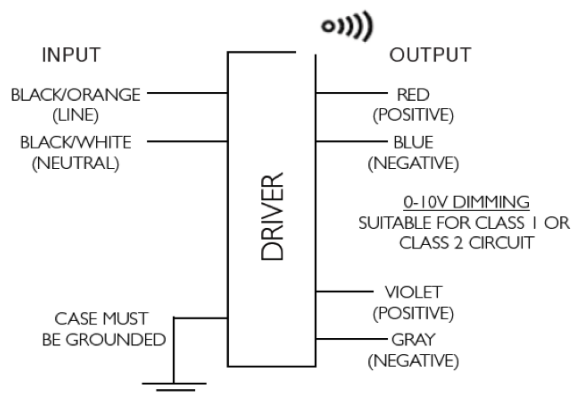 INPUT
BLACK/ORANGE
(LINE)
BLACK/WHITE
(NEUTRAL)
CASE MUST
BE GROUNDED
DRIVER
OUTPUT
RED
(POSITIVE)
BLUE
(NEGATIVE)
0-10V DIMMING
SUITABLE FOR CLASS 1 OR
CLASS 2 CIRCUIT
VIOLET
(POSITIVE)
GRAY
(NEGATIVE)